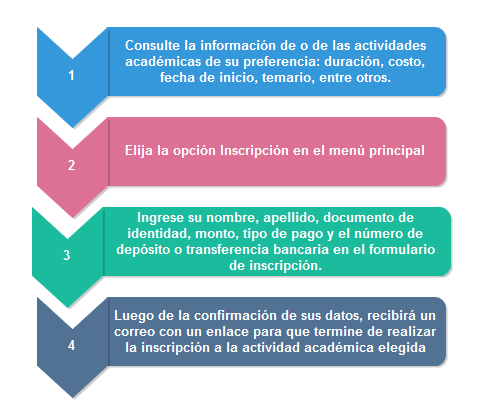 1
Consulte la información de o de las actividades
académicas de su preferencia: duración, costo,
fecha de inicio, temario, entre otros.
2
Elija la opción Inscripción en el menú principal
3
Ingrese su nombre, apellido, documento de
identidad, monto, tipo de pago y el número de
depósito o transferencia bancaria en el formulario
de inscripción.
4
Luego de la confirmación de sus datos, recibirá un
correo con un enlace para que termine de realizar
la inscripción a la actividad académica elegida